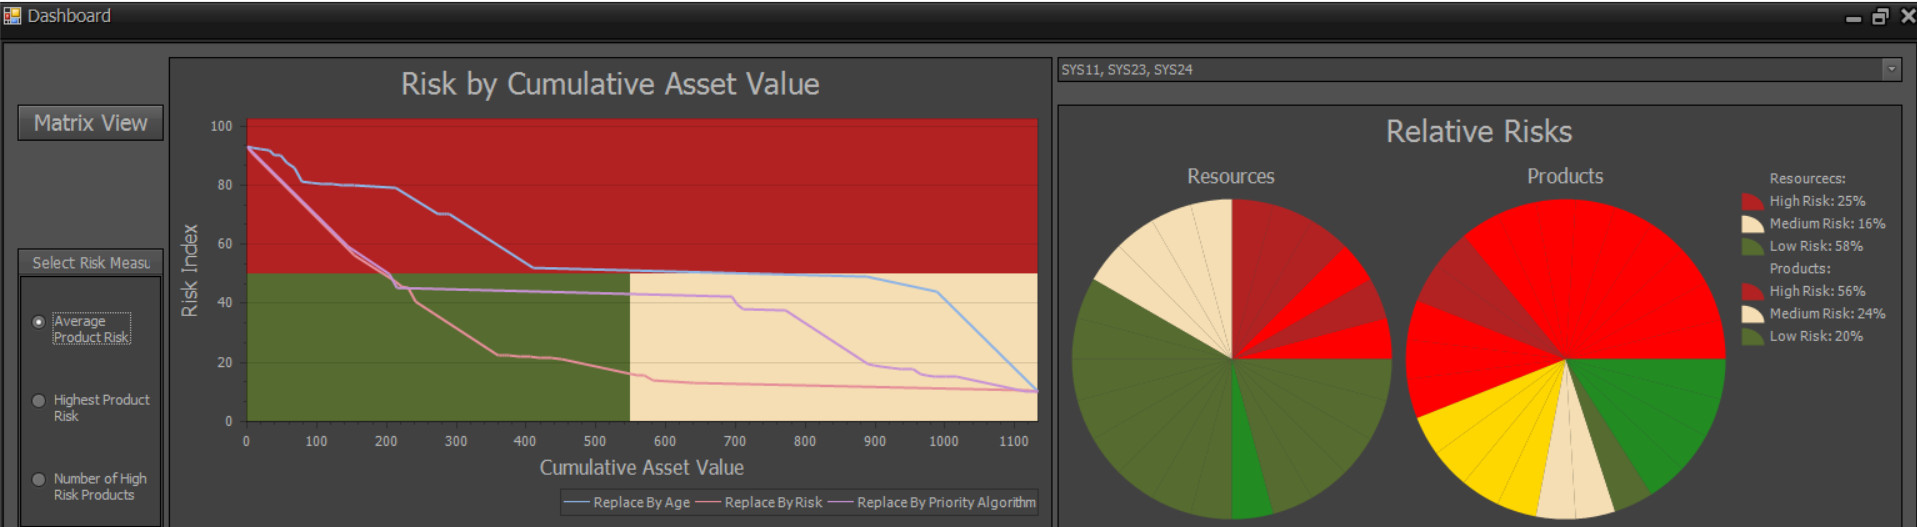 Dashboard
Matrix View
Select Risk Measu
Average
Product Risk
Highest Product
Risk
Number of High
Risk Products
Risk by Cumulative Asset Value
Risk Index
100
80
60
40
20
0
0 100 200 300 400 500 600 700 800 900 1000 1100
Cumulative Asset Value
Replace By Age Replace By Risk Replace By Priority Algorithm
SYS11, SYS23, SYS24
Relative Risks
Resources
Products
Resourcecs:
High Risk: 25%
Medium Risk: 16%
Low Risk: 58%
Products:
High Risk: 56%
Medium Risk: 24%
Low Risk: 20%